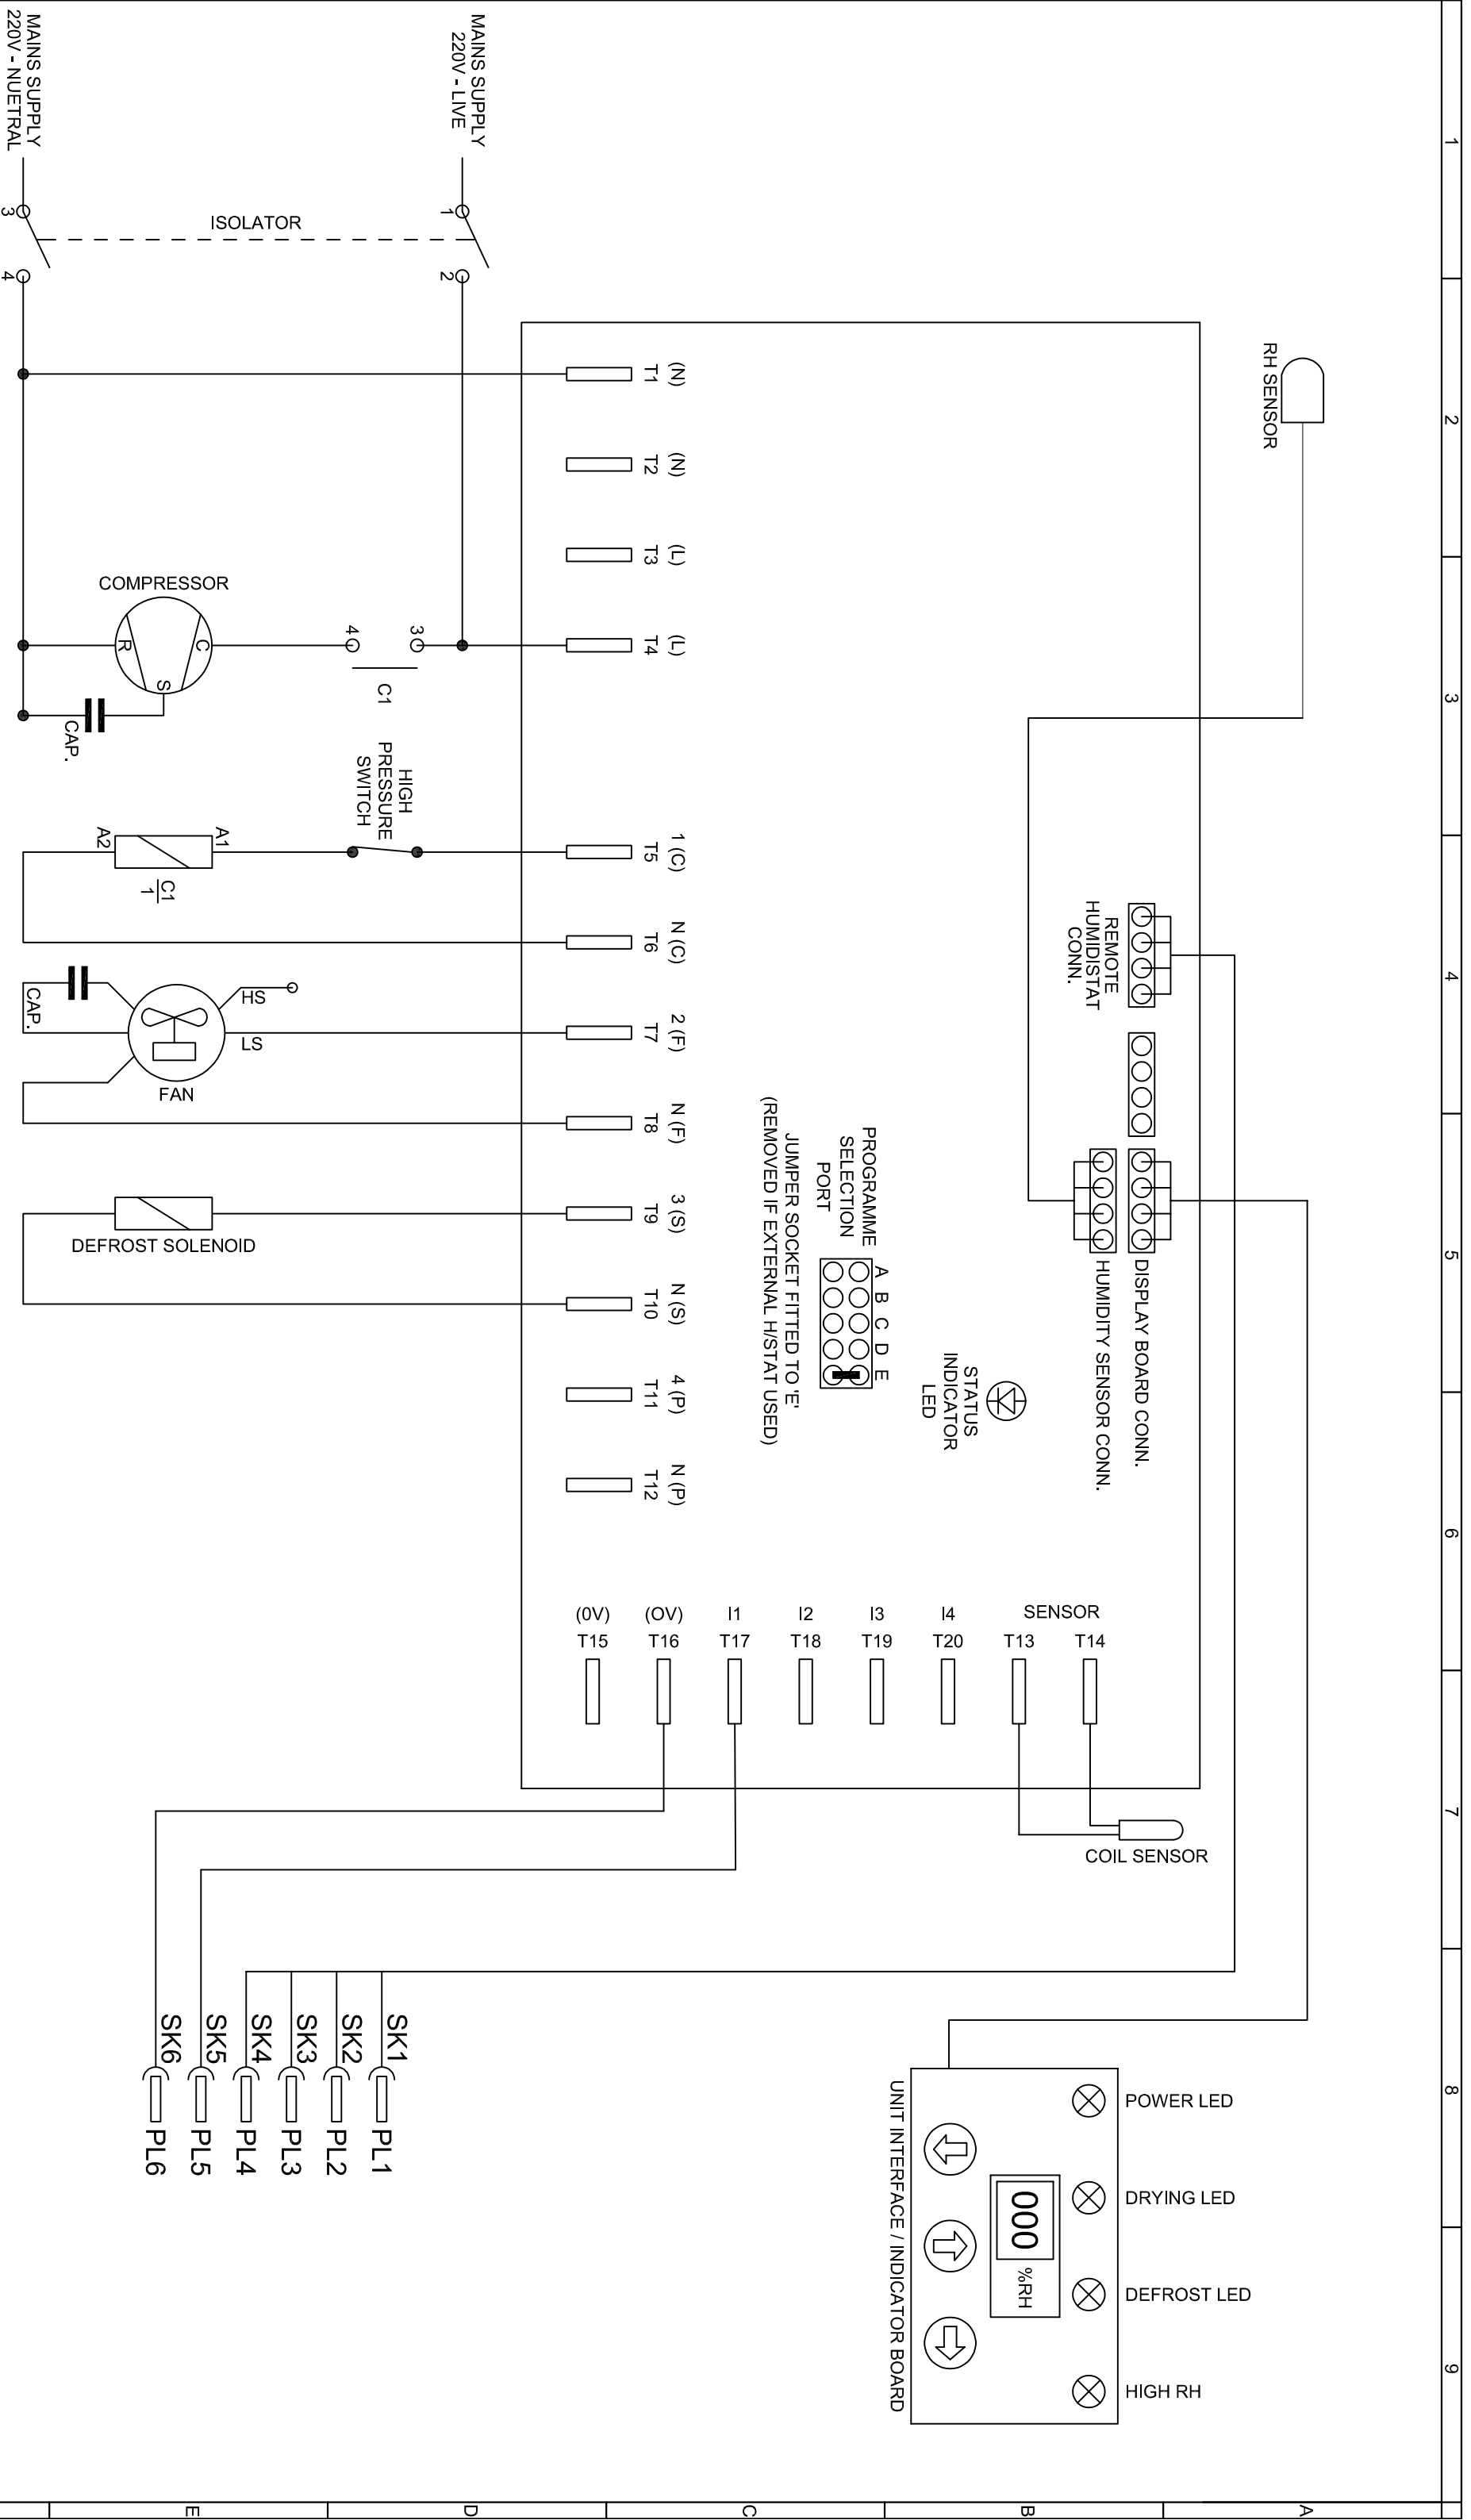 1
2
3
4
5
6
7
8
9
A
B
C
D
E
MAINS SUPPLY
220V - LIVE
MAINS SUPPLY
220V - NUETRAL
1
2
3
4
ISOLATOR
RH SENSOR
(N)
T1
(N)
T2
(L)
T3
(L)
T4
1 (C)
T5
N (C)
T6
2 (F)
T7
N (F)
T8
3 (S)
T9
N (S)
T10
4 (P)
T11
N (P)
T12
COMPRESSOR
C
R
S
CAP.
3
4
C1
HIGH
PRESSURE
SWITCH
A1
A2
C1
1
HS
LS
CAP.
FAN
DEFROST SOLENOID
REMOTE
HUMIDISTAT
CONN.
DISPLAY BOARD CONN.
HUMIDITY SENSOR CONN.
STATUS
INDICATOR
LED
A B C D E
PROGRAMME
SELECTION
PORT
JUMPER SOCKET FITTED TO 'E'
(REMOVED IF EXTERNAL H/STAT USED)
(0V)
T15
(OV)
T16
I1
T17
I2
T18
I3
T19
I4
T20
SENSOR
T13
T14
COIL SENSOR
SK1
PL1
SK2
PL2
SK3
PL3
SK4
PL4
SK5
PL5
SK6
PL6
POWER LED
DRYING LED
DEFROST LED
HIGH RH
000
%RH
UNIT INTERFACE / INDICATOR BOARD